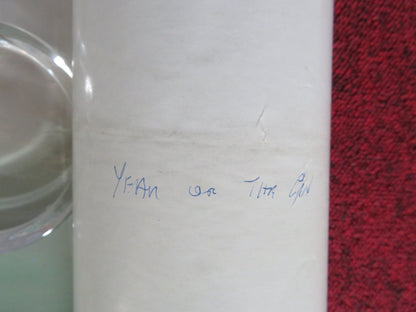 YEAR OF THE GUN